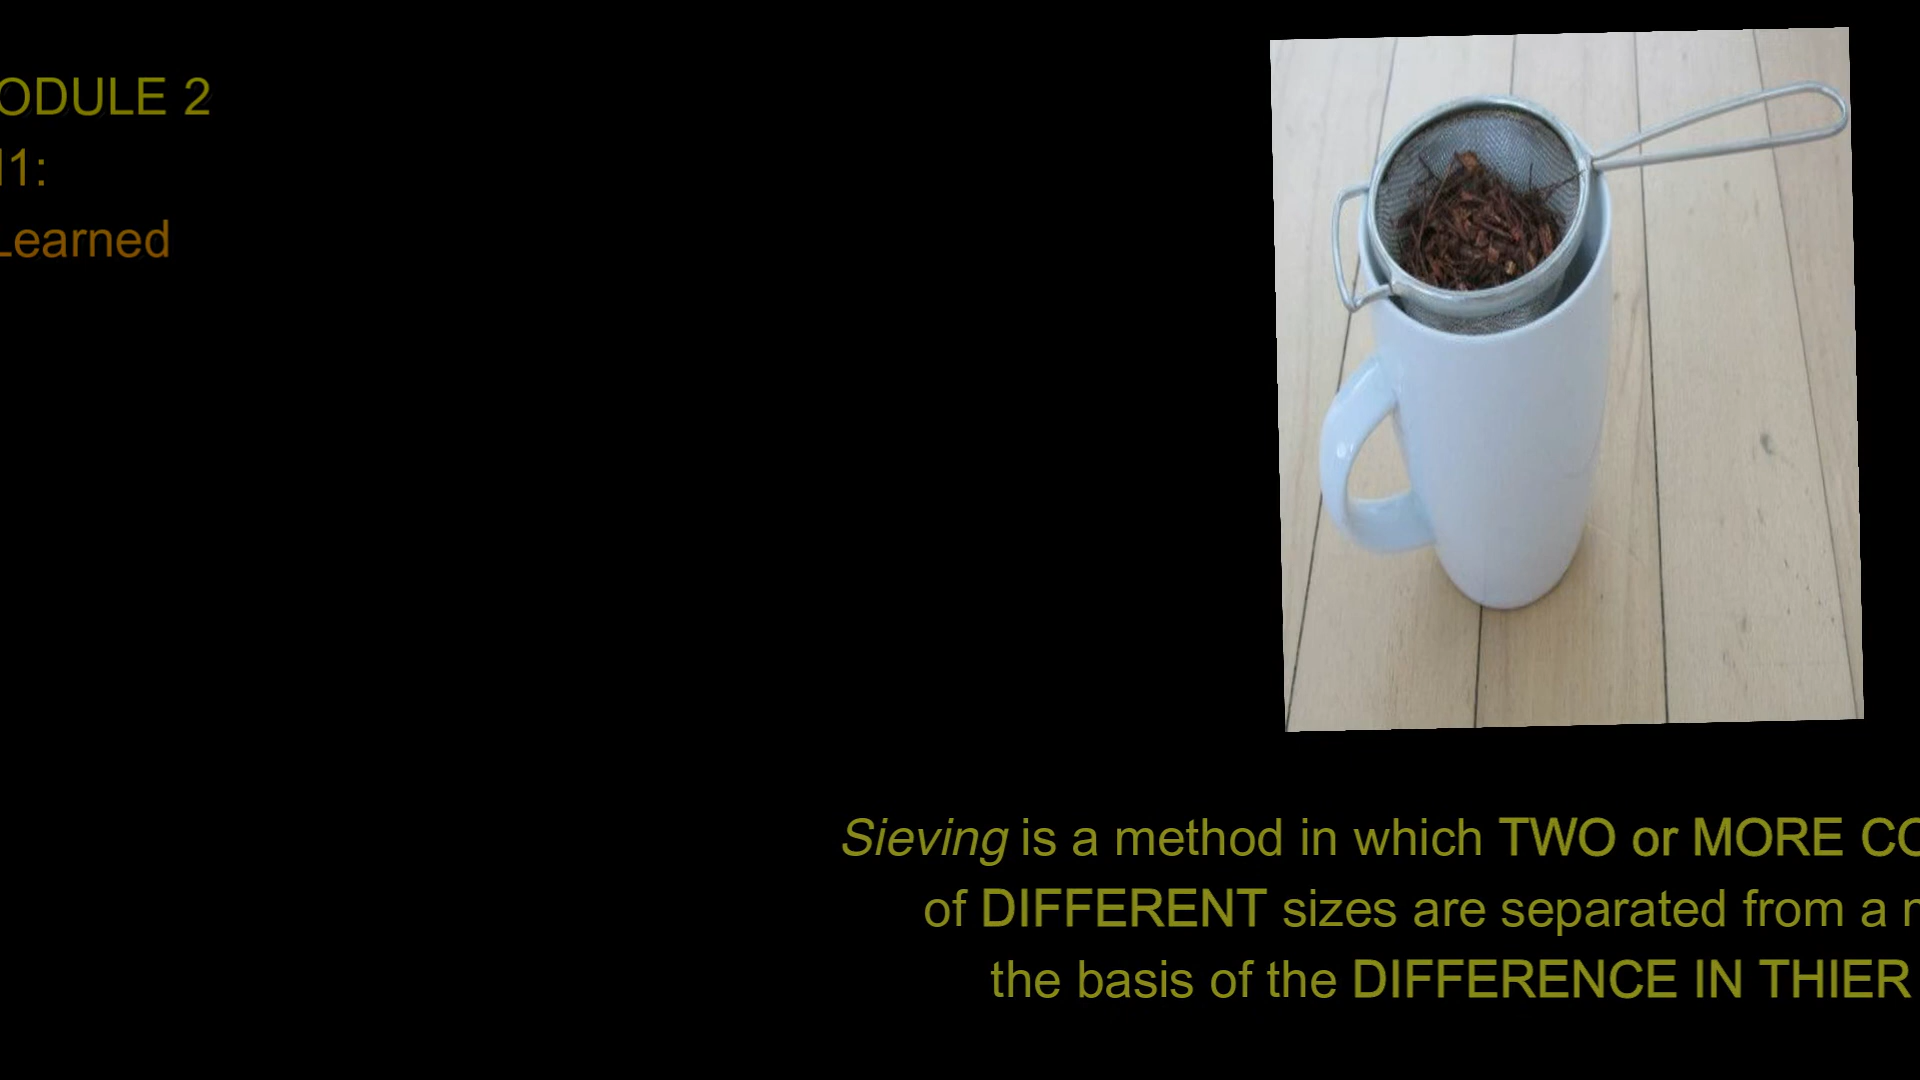 ODULE 2
11:
Learned
Sieving is a method in which TWO or MORE CO
of DIFFERENT sizes are separated from a
the basis of the DIFFERENCE IN THIER